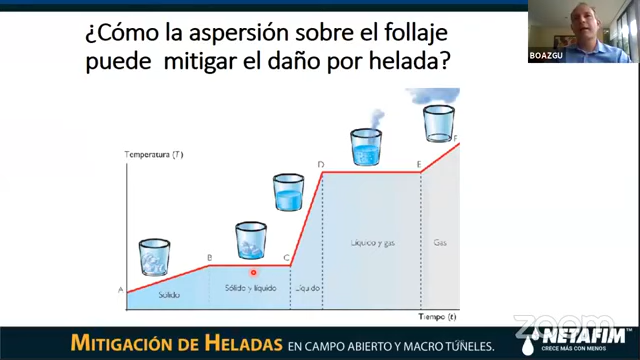 ¿Cómo la aspersión sobre el follaje
puede mitigar el daño por helada?
BOAZGU
Temperatura (T)
A
B
C
D
E
F
Sólido
Sólido y líquido
Líquido
Líquido y gas
Gas
Tiempo (t)
zoom
MITIGACIÓN DE HELADAS EN CAMPO ABIERTO Y MACRO TÚNELES.
NETAFIM™
CRECE MÁS CON MENOS